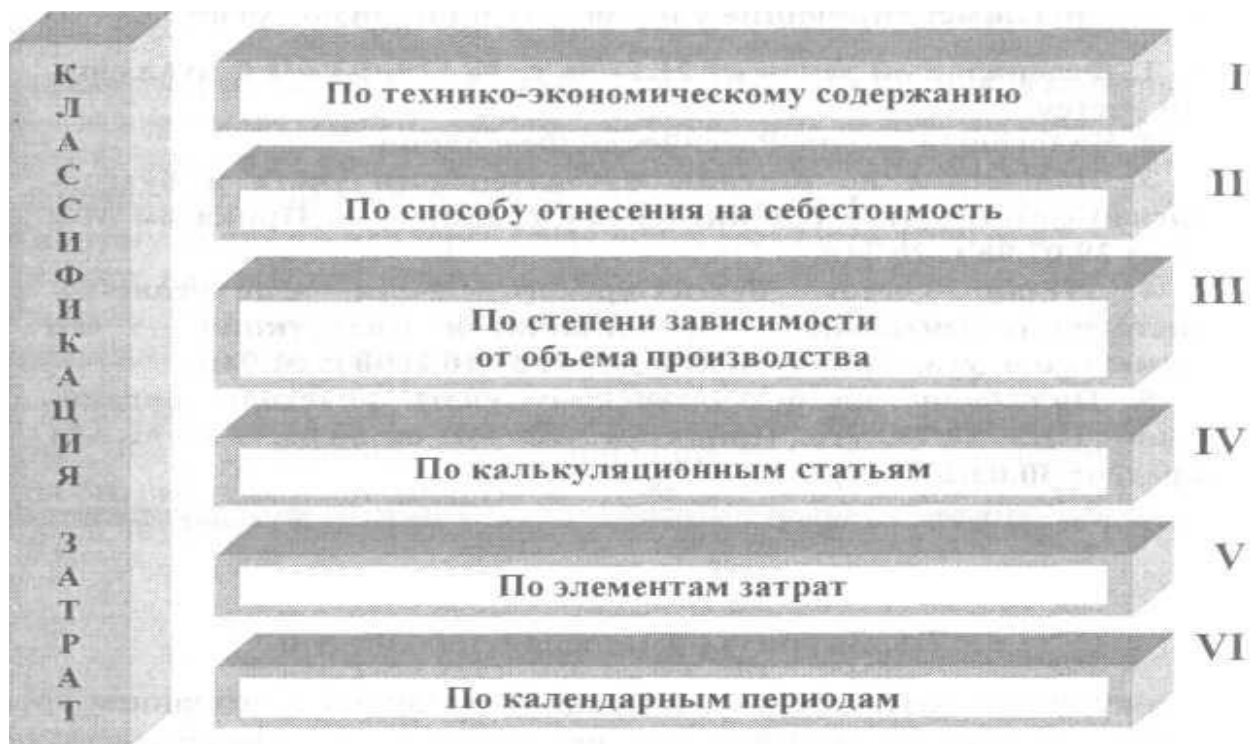 КЛАССИФИКАЦИЯ ЗАТРАТ
По технико-экономическому содержанию
I
По способу отнесения на себестоимость
II
По степени зависимости
от объема производства
III
По калькуляционным статьям
IV
По элементам затрат
V
По календарным периодам
VI